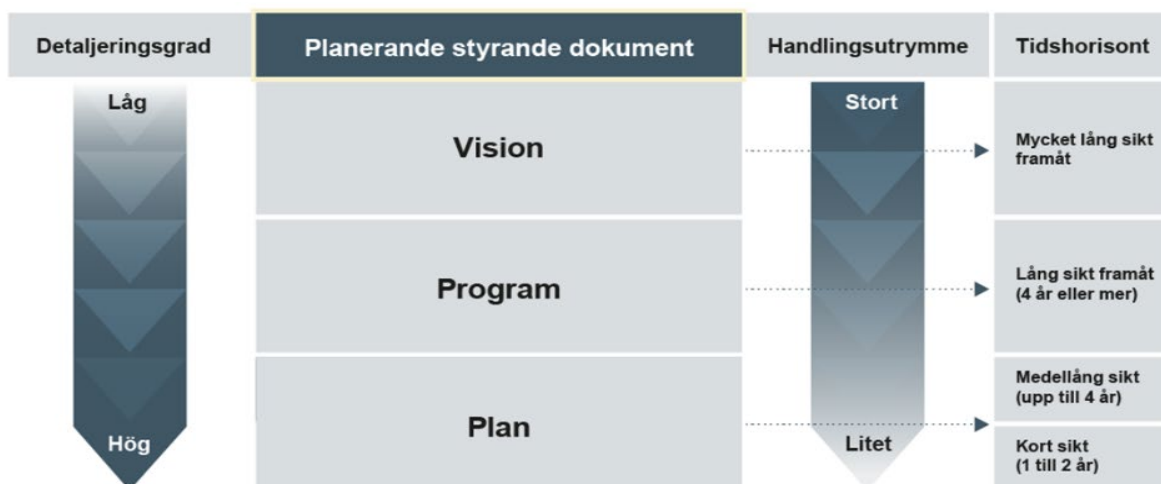 Detaljeringsgrad
Planerande styrande dokument
Handlingsutrymme
Tidshorisont
Låg
Stort
Vision
Mycket lång sikt
framåt
Program
Lång sikt framåt
(4 år eller mer)
Plan
Medellång sikt
(upp till 4 år)
Hög
Litet
Kort sikt
(1 till 2 år)